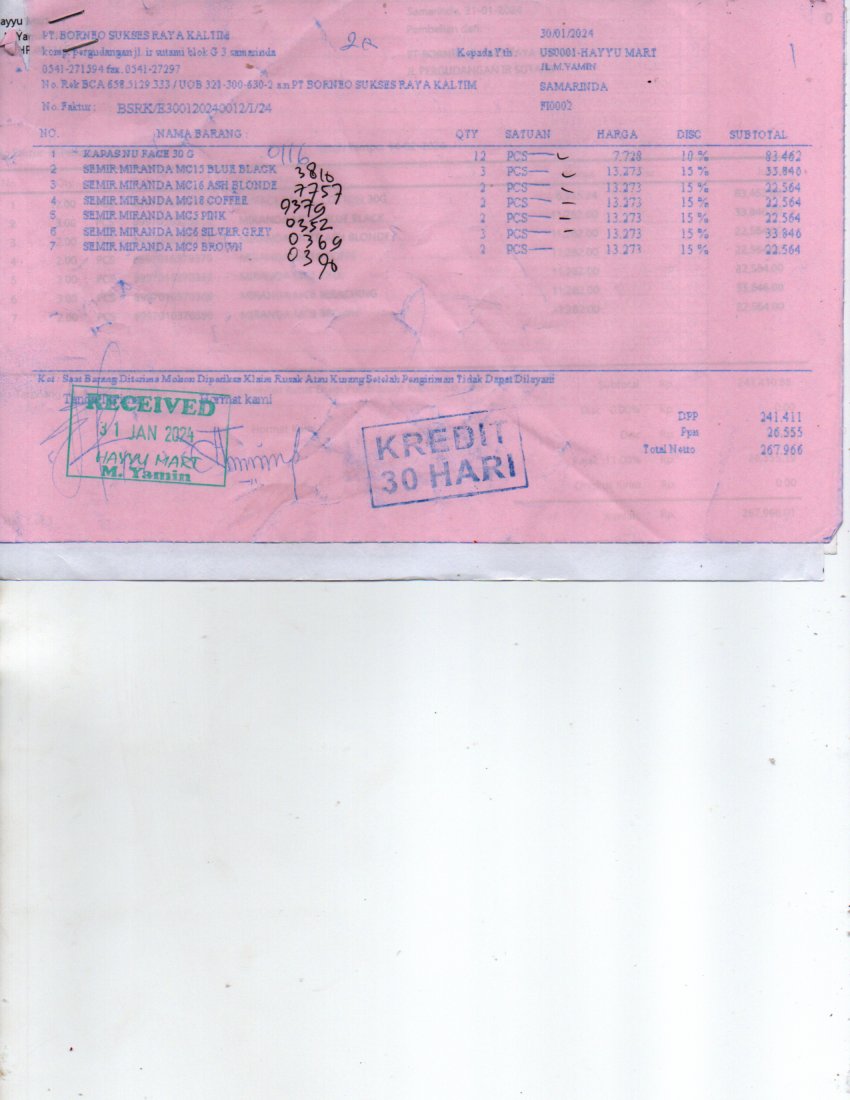 ayyu M
PT. BORNEO SUKSES RAYA KALTIM
komp. pergudangan jl. ir sutami blok G 3 samarinda
0541-271594 fax. 0541-27297
No. Rek BCA 658.5129.333 / UOB 321-300-630-2 an PT BORNEO SUKSES RAYA KALTIM
No. Faktur : BSRK/E300120240012/I/24
30/01/2024
Kepada Yth. US0001-HAYYU MART
JL.M.YAMIN
SAMARINDA
FI0002
NO. NAMA BARANG QTY SATUAN HARGA DISC SUBTOTAL
1 KAPAS NU FACE 30 G 0116 12 PCS 7.728 10 % 83.462
2 SEMIR MIRANDA MC15 BLUE BLACK 3810 3 PCS 13.273 15 % 33.846
3 SEMIR MIRANDA MC16 ASH BLONDE 7757 2 PCS 13.273 15 % 22.564
4 SEMIR MIRANDA MC18 COFFEE 9379 2 PCS 13.273 15 % 22.564
5 SEMIR MIRANDA MC5 PINK 0352 2 PCS 13.273 15 % 22.564
6 SEMIR MIRANDA MC6 SILVER GREY 0369 3 PCS 13.273 15 % 33.846
7 SEMIR MIRANDA MC9 BROWN 0390 2 PCS 13.273 15 % 22.564
Ket : Saat Barang Diterima Mohon Diperiksa Klaim Rusak Atau Kurang Setelah Pengiriman Tidak Dapat Dilayani
Hormat kami
RECEIVED
31 JAN 2024
HAYYU MART
M. Yamin
KREDIT
30 HARI
DPP 241.411
Ppn 26.555
Total Netto 267.966